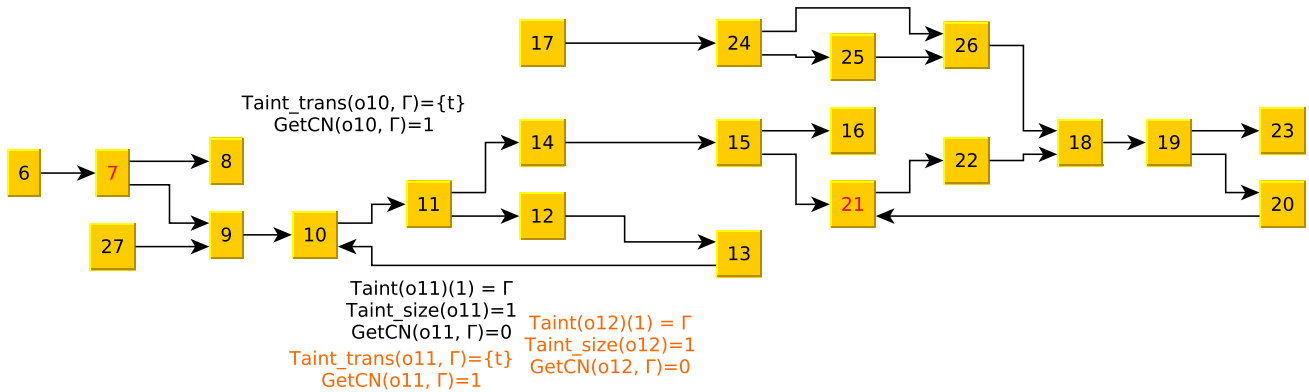 17
24
25
26
Taint_trans(o10, Γ)={t}
GetCN(o10, Γ)=1
6
7
8
14
15
16
22
18
19
23
27
9
10
11
12
13
21
20
Taint(o11)(1) = Γ
Taint_size(o11)=1
GetCN(o11, Γ)=0
Taint_trans(o11, Γ)={t}
GetCN(o11, Γ)=1
Taint(o12)(1) = Γ
Taint_size(o12)=1
GetCN(o12, Γ)=0